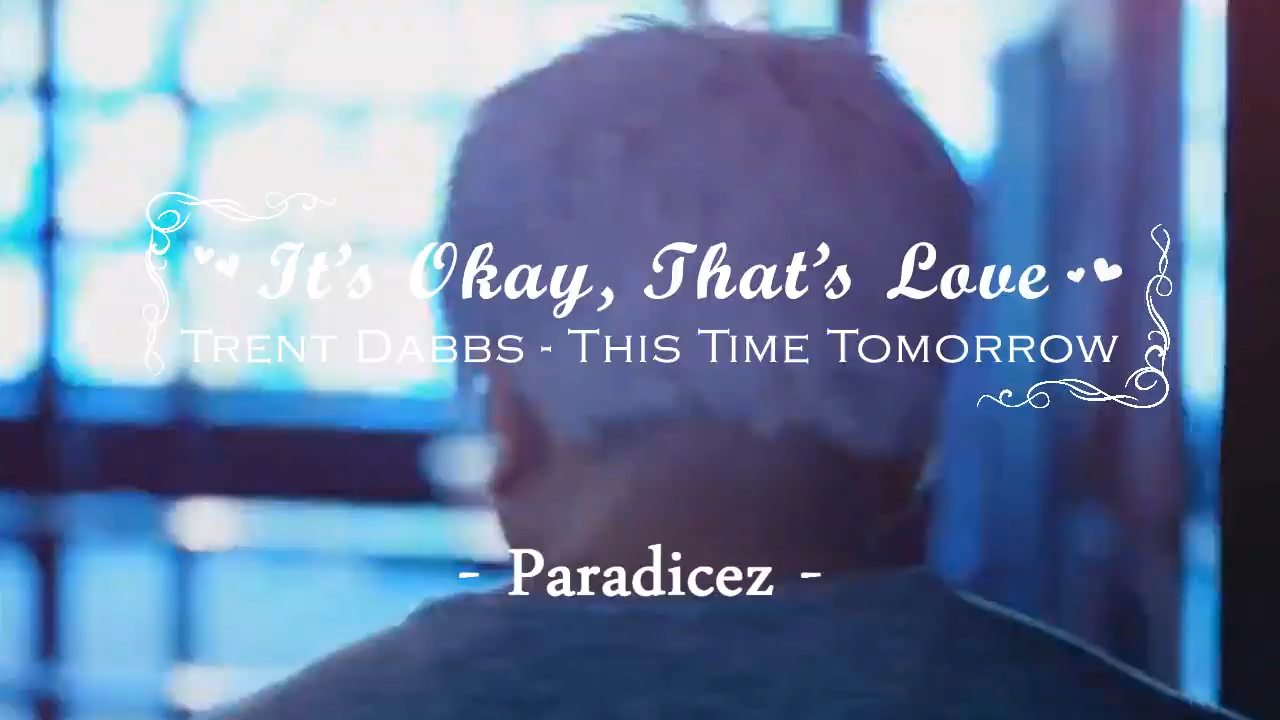 It's Okay, That's Love
Trent Dabbs - This Time Tomorrow
- Paradicez -